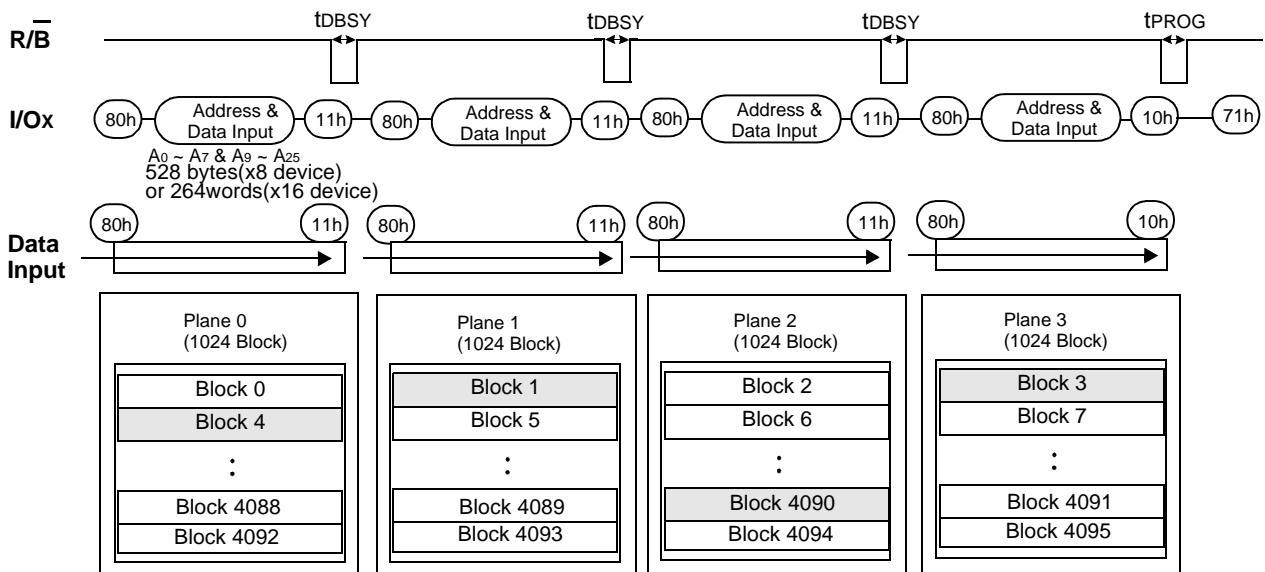 tDBSY tDBSY tDBSY tPROG
R/B
I/Ox 80h Address & Data Input 11h 80h Address & Data Input 11h 80h Address & Data Input 11h 80h Address & Data Input 10h 71h
A0 ~ A7 & A9 ~ A25
528 bytes(x8 device)
or 264words(x16 device)
80h 11h 80h 11h 80h 11h 80h 10h
Data
Input
Plane 0
(1024 Block)
Block 0
Block 4
:
Block 4088
Block 4092
Plane 1
(1024 Block)
Block 1
Block 5
:
Block 4089
Block 4093
Plane 2
(1024 Block)
Block 2
Block 6
:
Block 4090
Block 4094
Plane 3
(1024 Block)
Block 3
Block 7
:
Block 4091
Block 4095